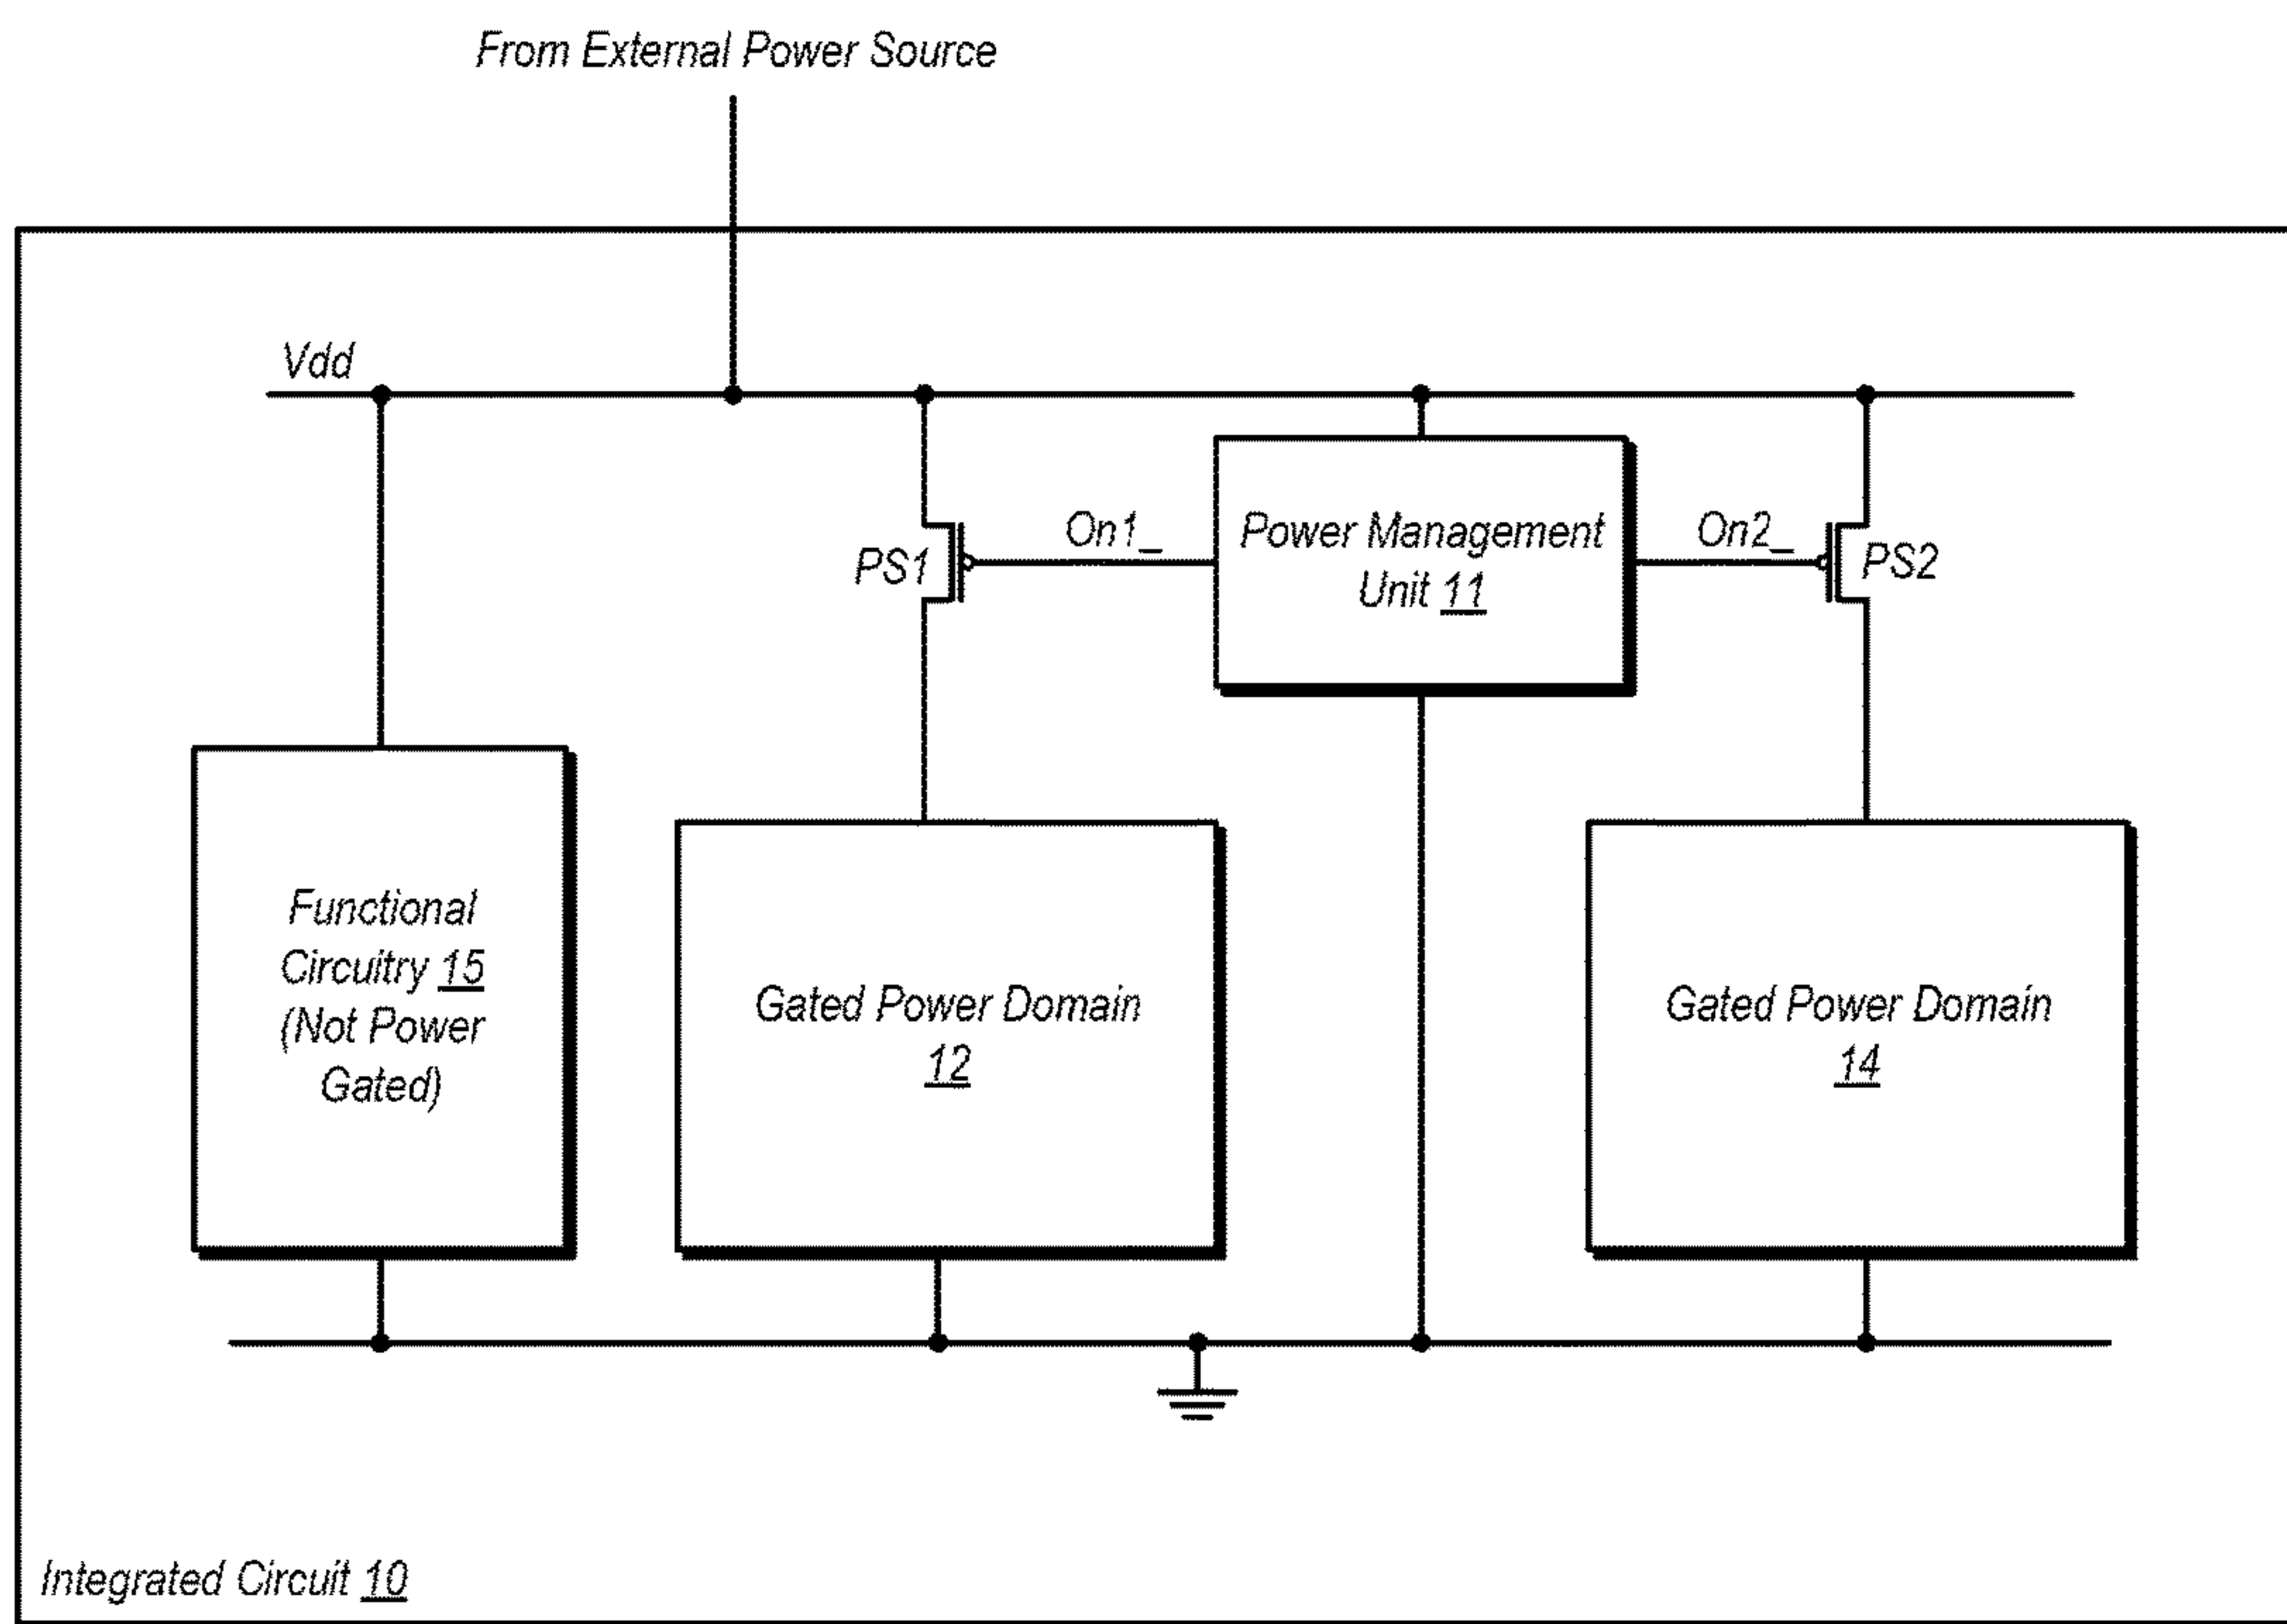 From External Power Source
Vdd
On1_
Power Management
Unit 11
On2_
PS1
PS2
Functional
Circuitry 15
(Not Power
Gated)
Gated Power Domain
12
Gated Power Domain
14
Integrated Circuit 10